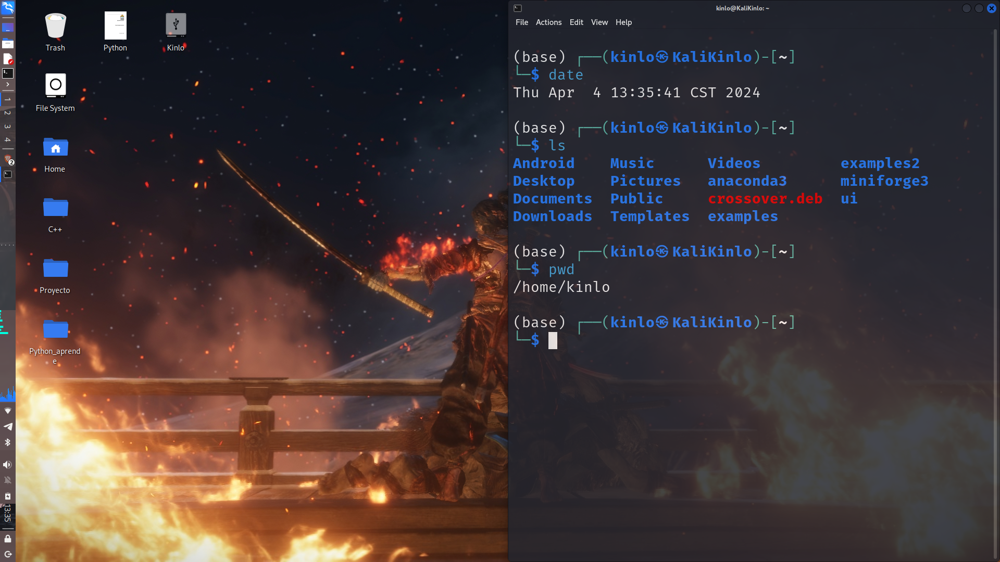 Trash
Python
Kinlo
File System
Home
C++
Proyecto
Python_aprend
e
1
2
3
4
2
13:35
kinlo@KaliKinlo: ~
File Actions Edit View Help
(base) ┌──(kinlo㉿KaliKinlo)-[~]
└─$ date
Thu Apr  4 13:35:41 CST 2024
(base) ┌──(kinlo㉿KaliKinlo)-[~]
└─$ ls
Android    Music      Videos         examples2
Desktop    Pictures   anaconda3      miniforge3
Documents  Public     crossover.deb  ui
Downloads  Templates  examples
(base) ┌──(kinlo㉿KaliKinlo)-[~]
└─$ pwd
/home/kinlo
(base) ┌──(kinlo㉿KaliKinlo)-[~]
└─$